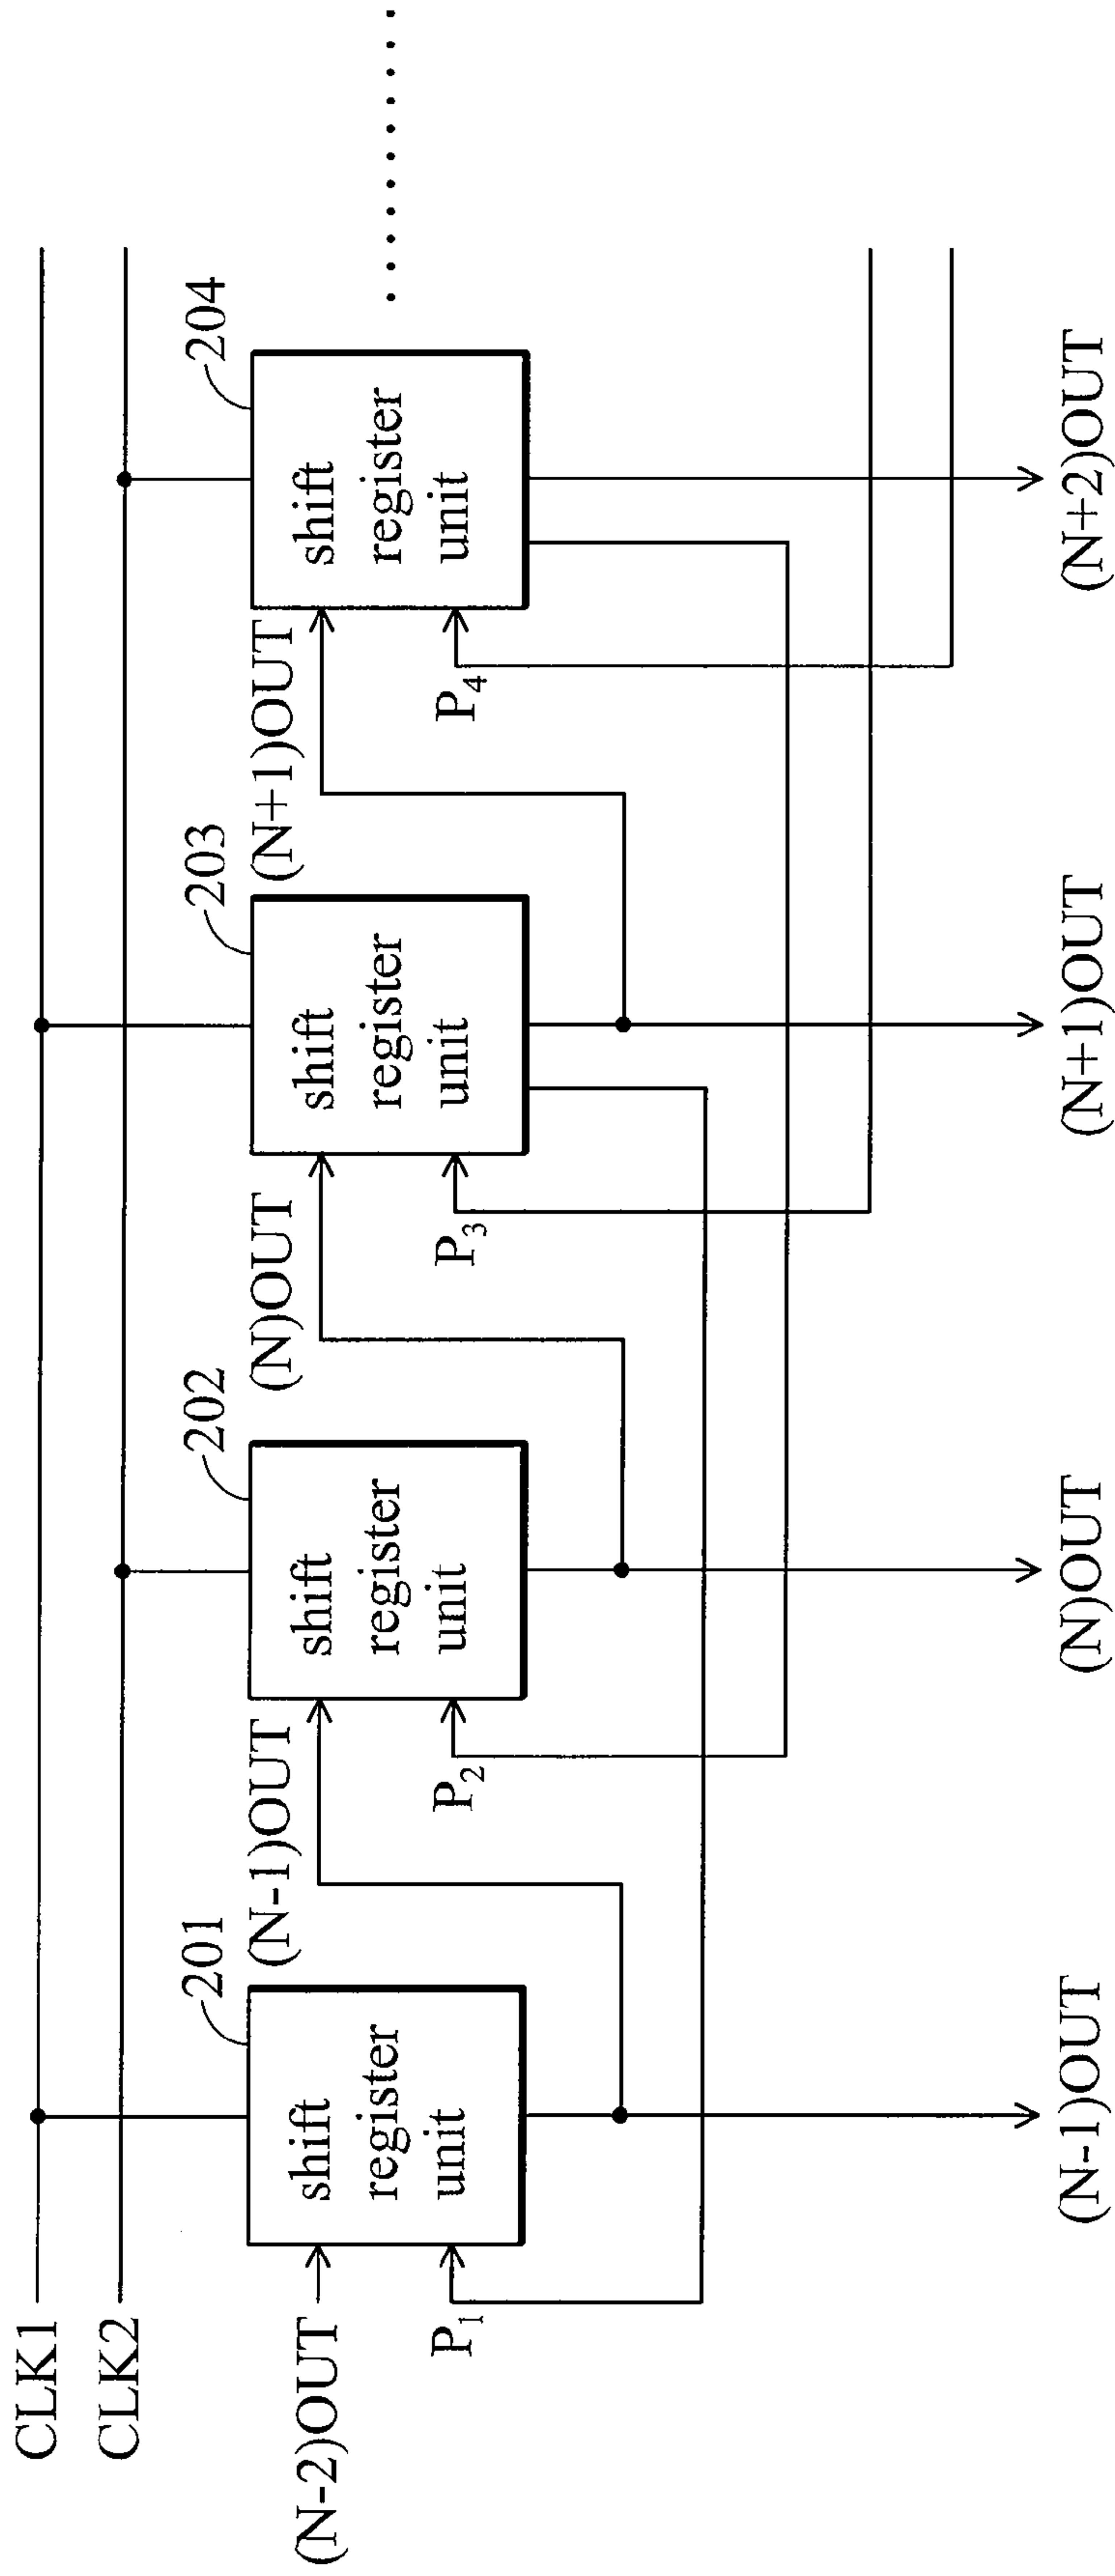 CLK1
CLK2
201
202
203
204
(N-2)OUT
(N-1)OUT
(N)OUT
(N+1)OUT
shift
register
unit
shift
register
unit
shift
register
unit
shift
register
unit
P1
P2
P3
P4
(N-1)OUT
(N)OUT
(N+1)OUT
(N+2)OUT